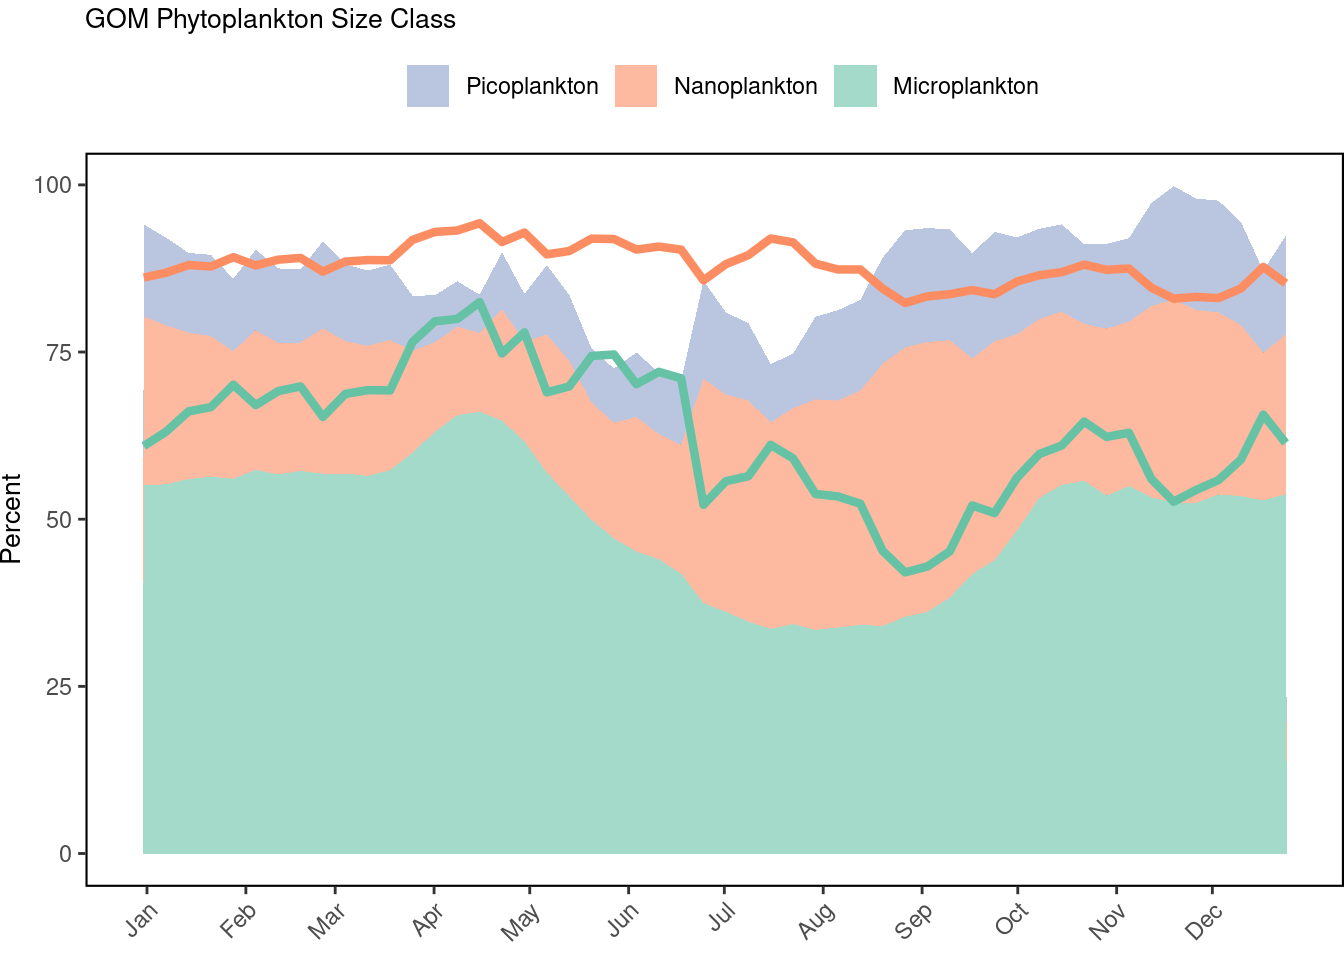 GOM Phytoplankton Size Class
Picoplankton Nanoplankton Microplankton
Percent
100
75
50
25
0
Jan Feb Mar Apr May Jun Jul Aug Sep Oct Nov Dec